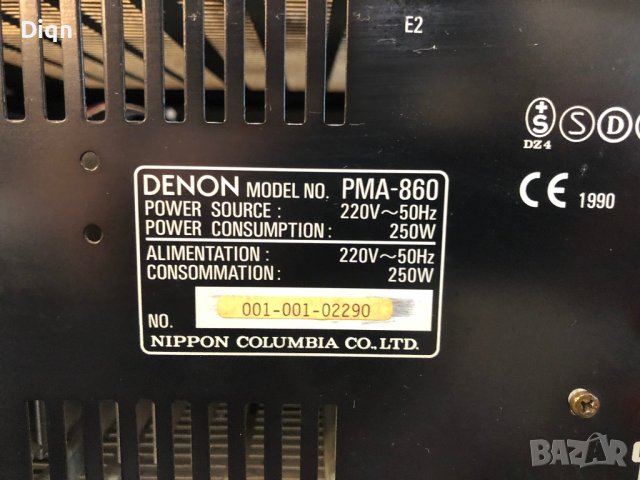 Diqn
E2
DZ4
CE 1990
DENON MODEL NO. PMA-860
POWER SOURCE : 220V~50Hz
POWER CONSUMPTION : 250W
ALIMENTATION : 220V~50Hz
CONSOMMATION : 250W
NO. 001-001-02290
NIPPON COLUMBIA CO., LTD.
BAZAR